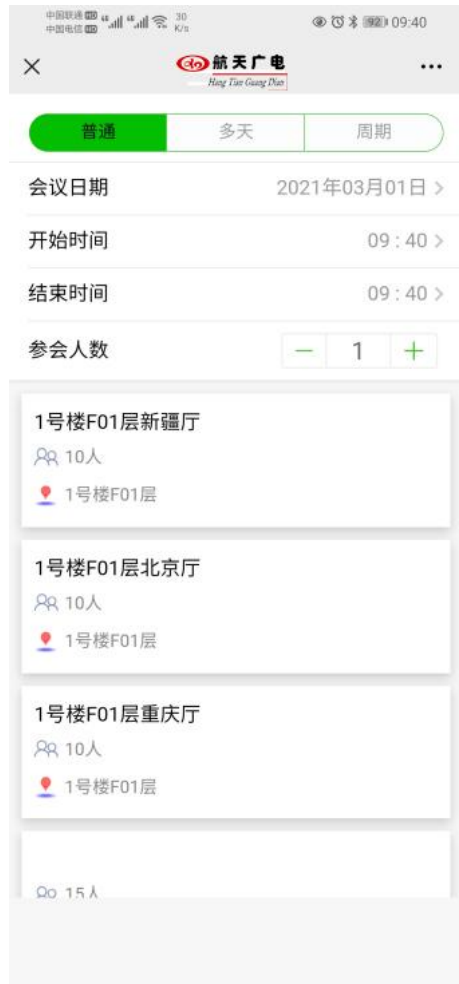 中国联通 HD 4G 4G 30 92 09:40
中国电信 HD K/s
航天广电
Hang Tian Guang Dian
普通 多天 周期
会议日期 2021年03月01日
开始时间 09 : 40
结束时间 09 : 40
参会人数 1
1号楼F01层新疆厅
10人
1号楼F01层
1号楼F01层北京厅
10人
1号楼F01层
1号楼F01层重庆厅
10人
1号楼F01层
15人